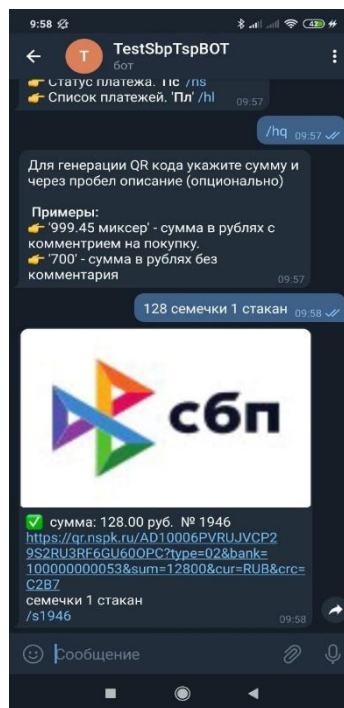 9:58
42
T
TestSbpTspBOT
бот
👉 Статус платежа. 'Пс' /hs
👉 Список платежей. 'Пл' /hl
09:57
/hq 09:57
Для генерации QR кода укажите сумму и
через пробел описание (опционально)
Примеры:
👉 '999.45 миксер' - сумма в рублях с
комментрием на покупку.
👉 '700' - сумма в рублях без
комментария
09:57
128 семечки 1 стакан 09:58
сбп
✅ сумма: 128.00 руб. № 1946
https://qr.nspk.ru/AD10006PVRUJVCP2
9S2RU3RF6GU60OPC?type=02&bank=
100000000053&sum=12800&cur=RUB&crc=
C2B7
семечки 1 стакан
/s1946
09:58
Сообщение